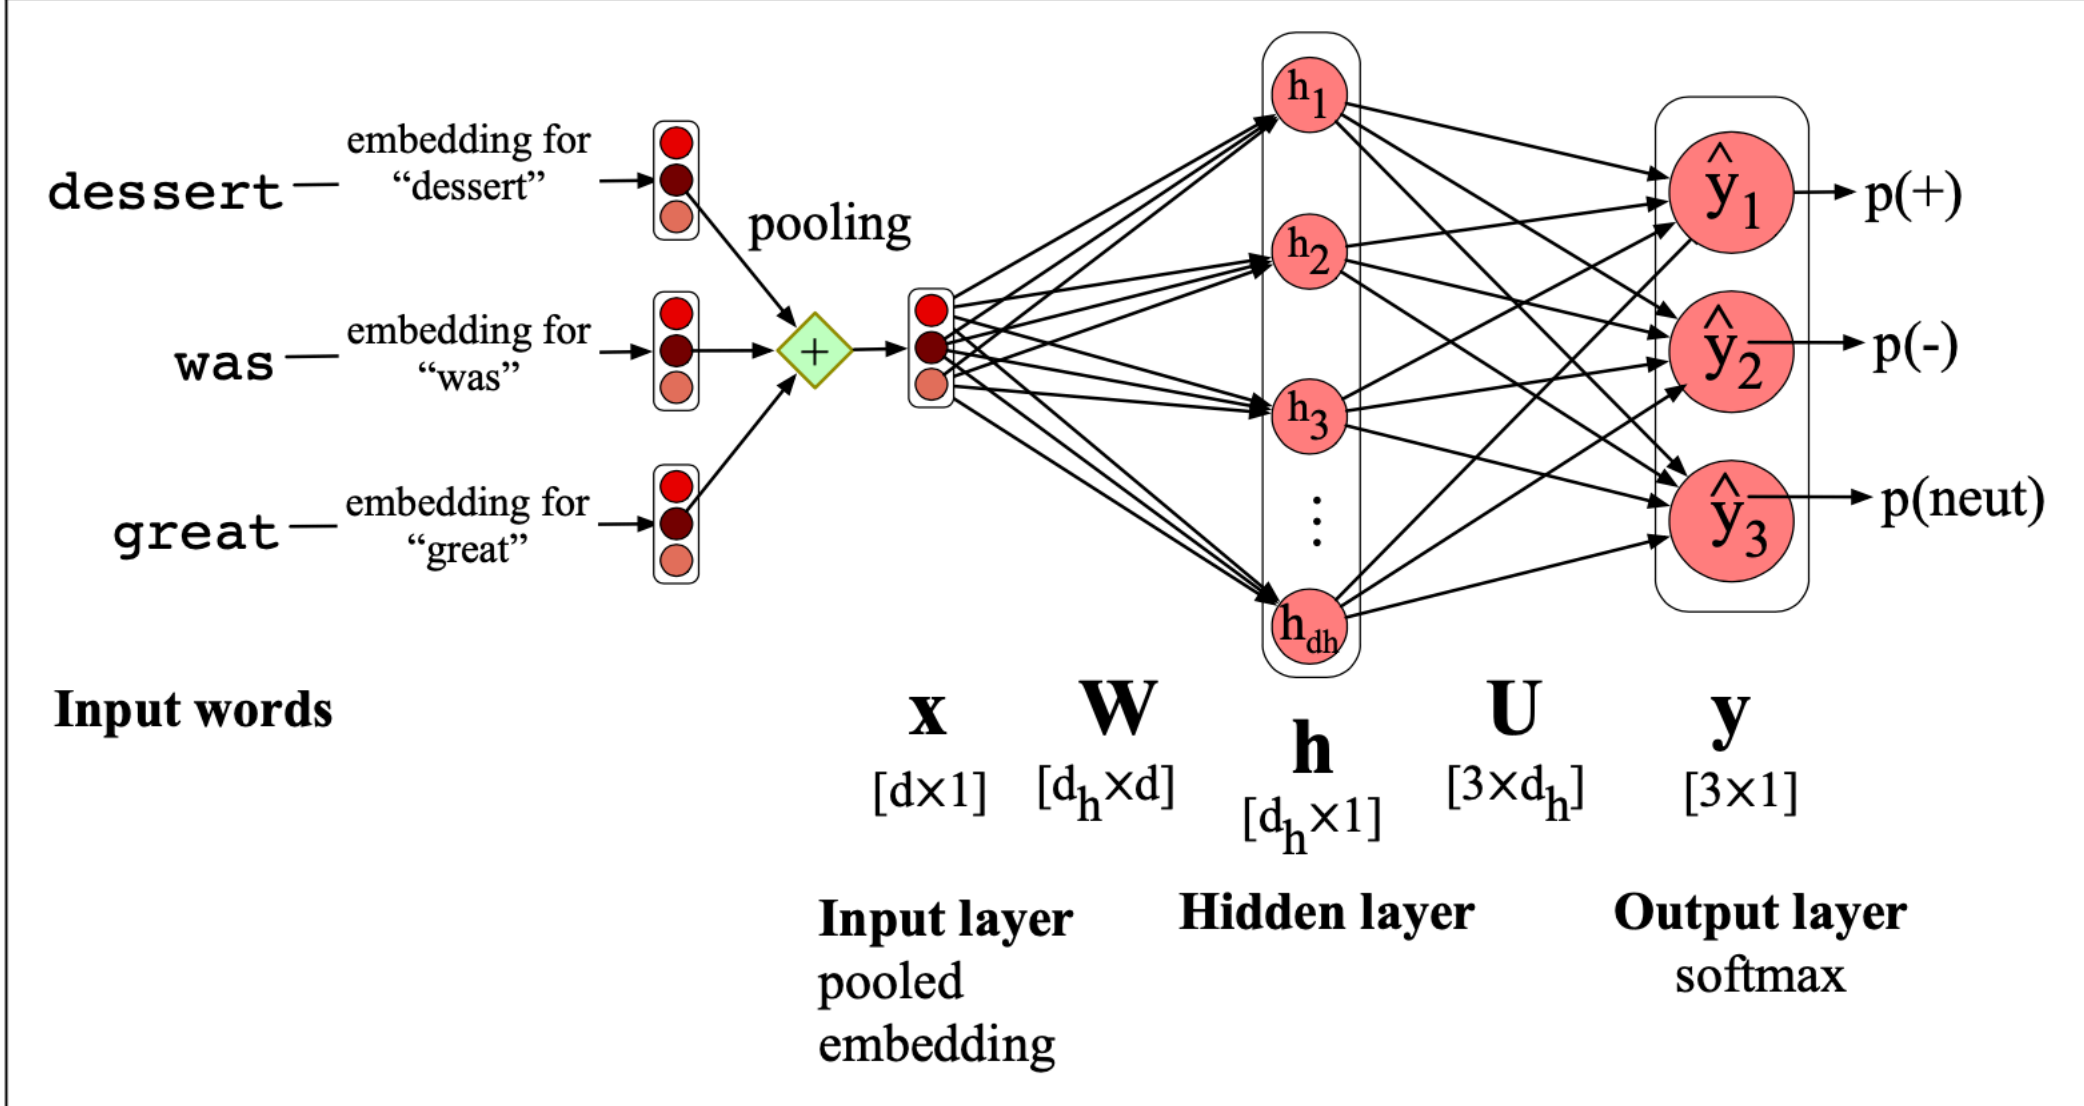 dessert
embedding for
“dessert”
was
embedding for
“was”
great
embedding for
“great”
pooling
+
h1
h2
h3
⋮
hdh
ŷ1
ŷ2
ŷ3
p(+)
p(-)
p(neut)
Input words
x
[d×1]
W
[dh×d]
h
[dh×1]
U
[3×dh]
y
[3×1]
Input layer
pooled
embedding
Hidden layer
Output layer
softmax